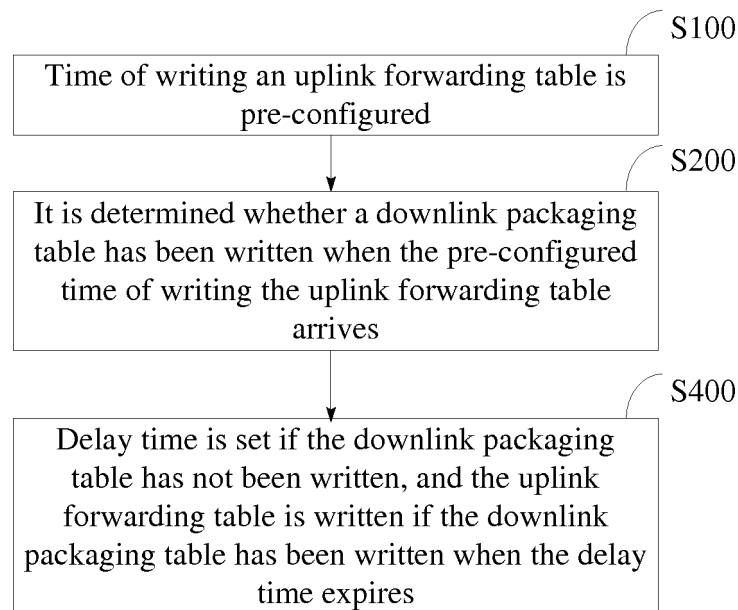 S100
Time of writing an uplink forwarding table is
pre-configured
S200
It is determined whether a downlink packaging
table has been written when the pre-configured
time of writing the uplink forwarding table
arrives
S400
Delay time is set if the downlink packaging
table has not been written, and the uplink
forwarding table is written if the downlink
packaging table has been written when the delay
time expires